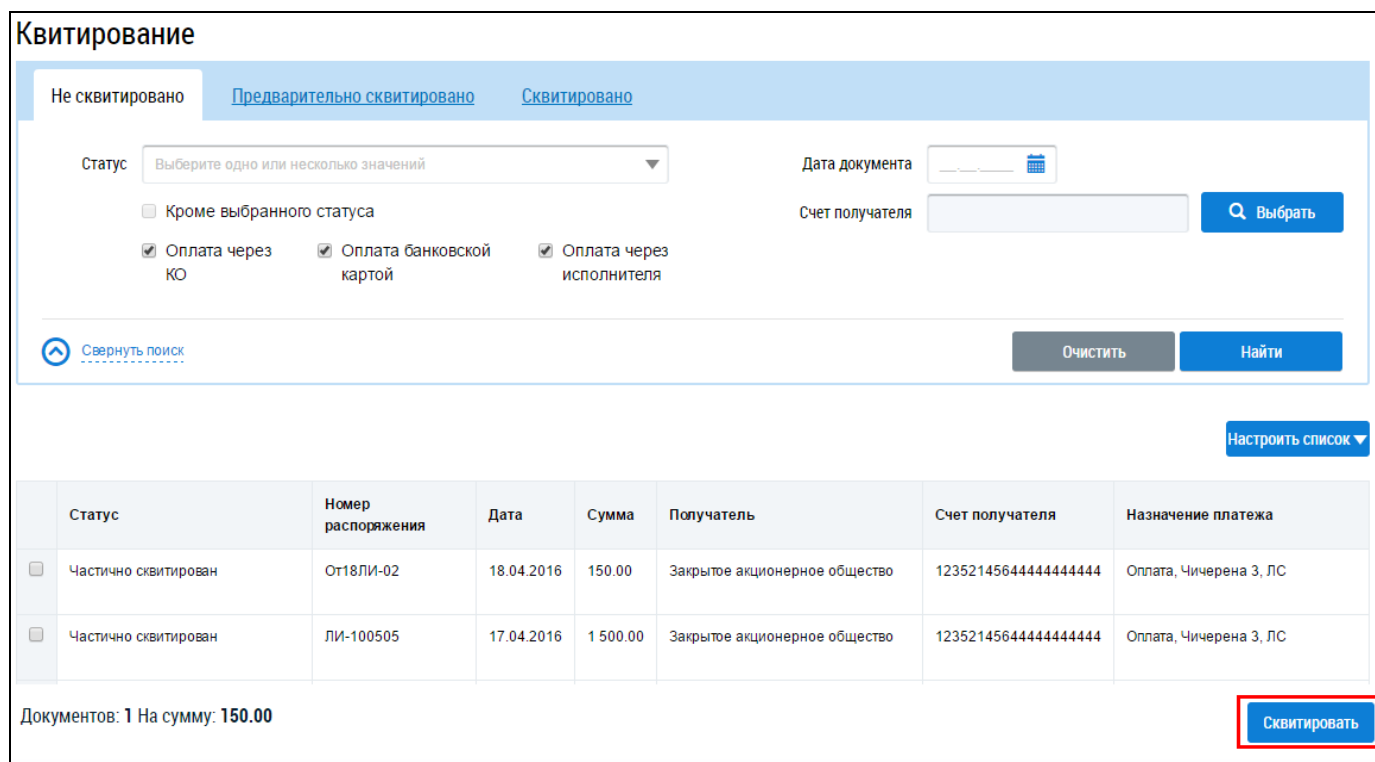 Квитирование
Не сквитировано Предварительно сквитировано Сквитировано
Статус Выберите одно или несколько значений Дата документа __.__.____
Кроме выбранного статуса Счет получателя Выбрать
Оплата через Оплата банковской Оплата через
КО картой исполнителя
Свернуть поиск Очистить Найти
Настроить список
Статус Номер Дата Сумма Получатель Счет получателя Назначение платежа
распоряжения
Частично сквитирован От18ЛИ-02 18.04.2016 150.00 Закрытое акционерное общество 12352145644444444444 Оплата, Чичерена 3, ЛС
Частично сквитирован ЛИ-100505 17.04.2016 1 500.00 Закрытое акционерное общество 12352145644444444444 Оплата, Чичерена 3, ЛС
Документов: 1 На сумму: 150.00 Сквитировать